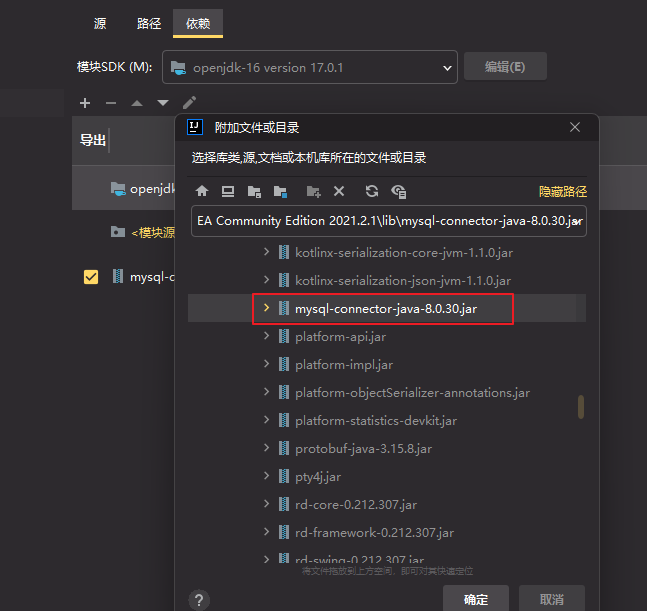 源 路径 依赖
模块SDK (M): openjdk-16 version 17.0.1 编辑(E)
附加文件或目录
导出
选择库类,源,文档或本机库所在的文件或目录
openjdk
隐藏路径
EA Community Edition 2021.2.1\lib\mysql-connector-java-8.0.30.jar
<模块源
kotlinx-serialization-core-jvm-1.1.0.jar
mysql-c
kotlinx-serialization-json-jvm-1.1.0.jar
mysql-connector-java-8.0.30.jar
platform-api.jar
platform-impl.jar
platform-objectSerializer-annotations.jar
platform-statistics-devkit.jar
protobuf-java-3.15.8.jar
pty4j.jar
rd-core-0.212.307.jar
rd-framework-0.212.307.jar
rd-swing-0.212.307.jar
将文件拖放到上方空间，即可对其快速定位
? 确定 取消